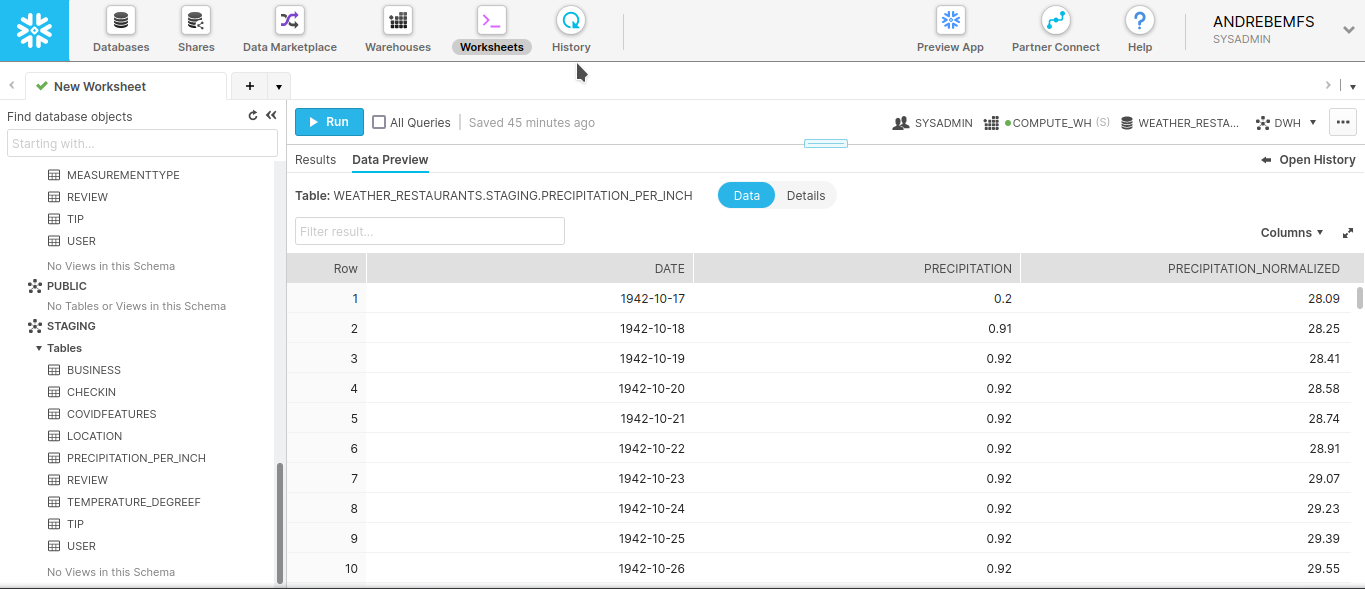 Databases Shares Data Marketplace Warehouses Worksheets History Preview App Partner Connect Help
ANDREBEMFS
SYSADMIN
New Worksheet
Find database objects
Starting with...
MEASUREMENTTYPE
REVIEW
TIP
USER
No Views in this Schema
PUBLIC
No Tables or Views in this Schema
STAGING
Tables
BUSINESS
CHECKIN
COVIDFEATURES
LOCATION
PRECIPITATION_PER_INCH
REVIEW
TEMPERATURE_DEGREEF
TIP
USER
No Views in this Schema
Run All Queries Saved 45 minutes ago SYSADMIN COMPUTE_WH (S) WEATHER_RESTA... DWH
Results Data Preview Open History
Table: WEATHER_RESTAURANTS.STAGING.PRECIPITATION_PER_INCH Data Details
Filter result... Columns
Row DATE PRECIPITATION PRECIPITATION_NORMALIZED
1 1942-10-17 0.2 28.09
2 1942-10-18 0.91 28.25
3 1942-10-19 0.92 28.41
4 1942-10-20 0.92 28.58
5 1942-10-21 0.92 28.74
6 1942-10-22 0.92 28.91
7 1942-10-23 0.92 29.07
8 1942-10-24 0.92 29.23
9 1942-10-25 0.92 29.39
10 1942-10-26 0.92 29.55